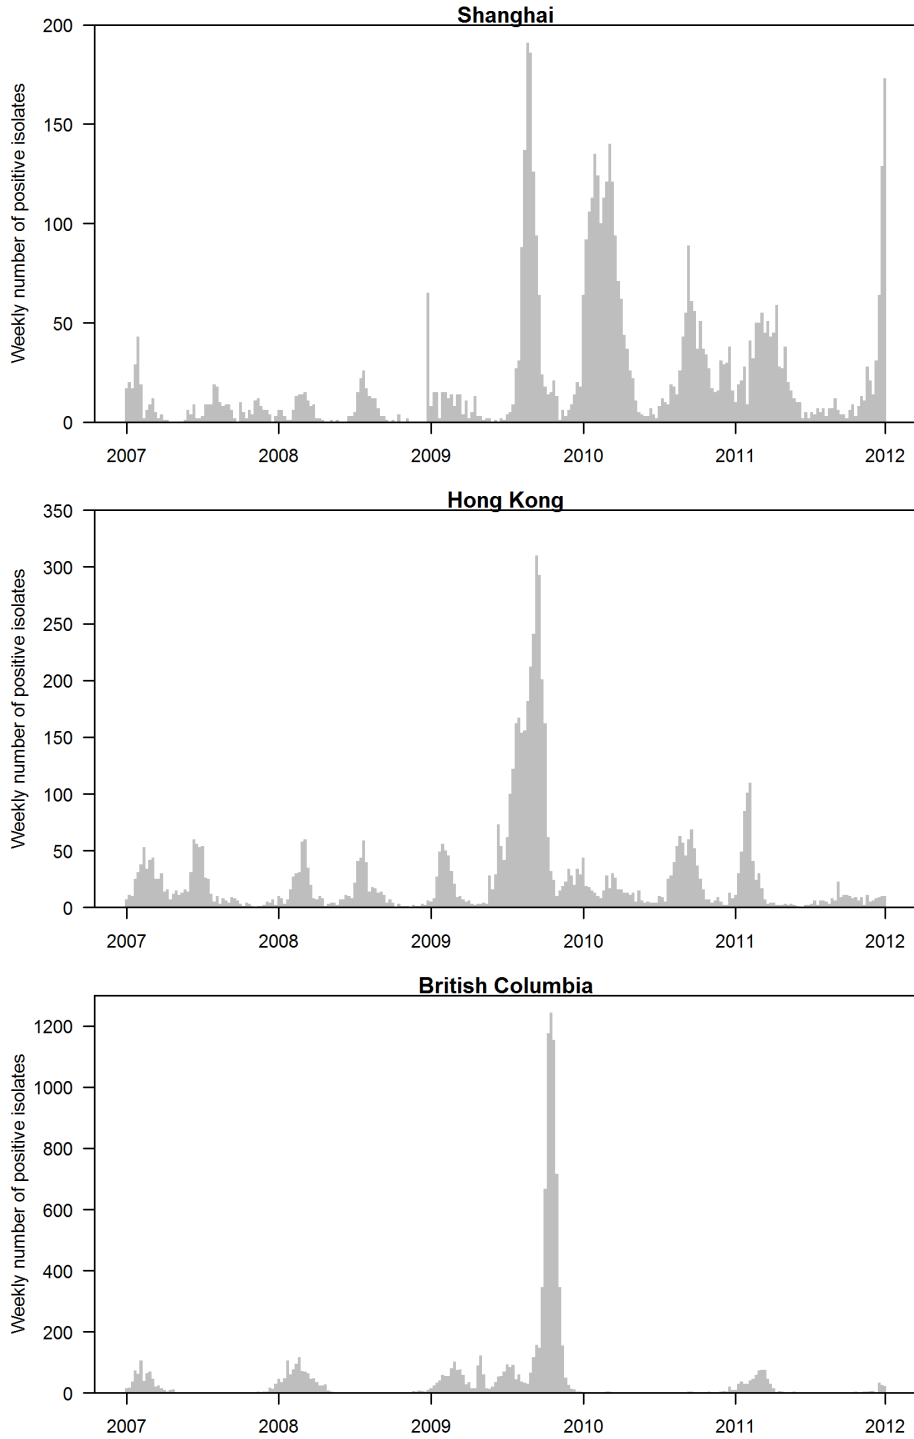 Shanghai
Weekly number of positive isolates
200
150
100
50
0
2007 2008 2009 2010 2011 2012
Hong Kong
Weekly number of positive isolates
350
300
250
200
150
100
50
0
2007 2008 2009 2010 2011 2012
British Columbia
Weekly number of positive isolates
1200
1000
800
600
400
200
0
2007 2008 2009 2010 2011 2012